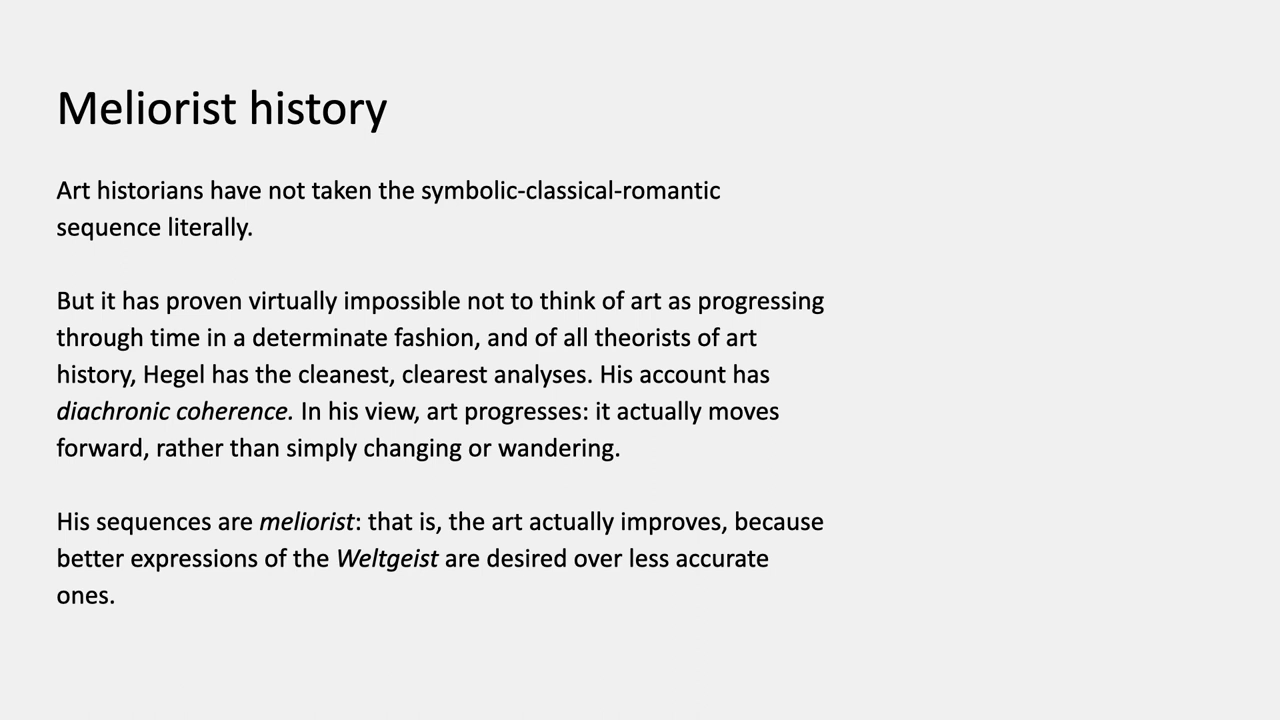 Meliorist history
Art historians have not taken the symbolic-classical-romantic
sequence literally.
But it has proven virtually impossible not to think of art as progressing
through time in a determinate fashion, and of all theorists of art
history, Hegel has the cleanest, clearest analyses. His account has
diachronic coherence. In his view, art progresses: it actually moves
forward, rather than simply changing or wandering.
His sequences are meliorist: that is, the art actually improves, because
better expressions of the Weltgeist are desired over less accurate
ones.